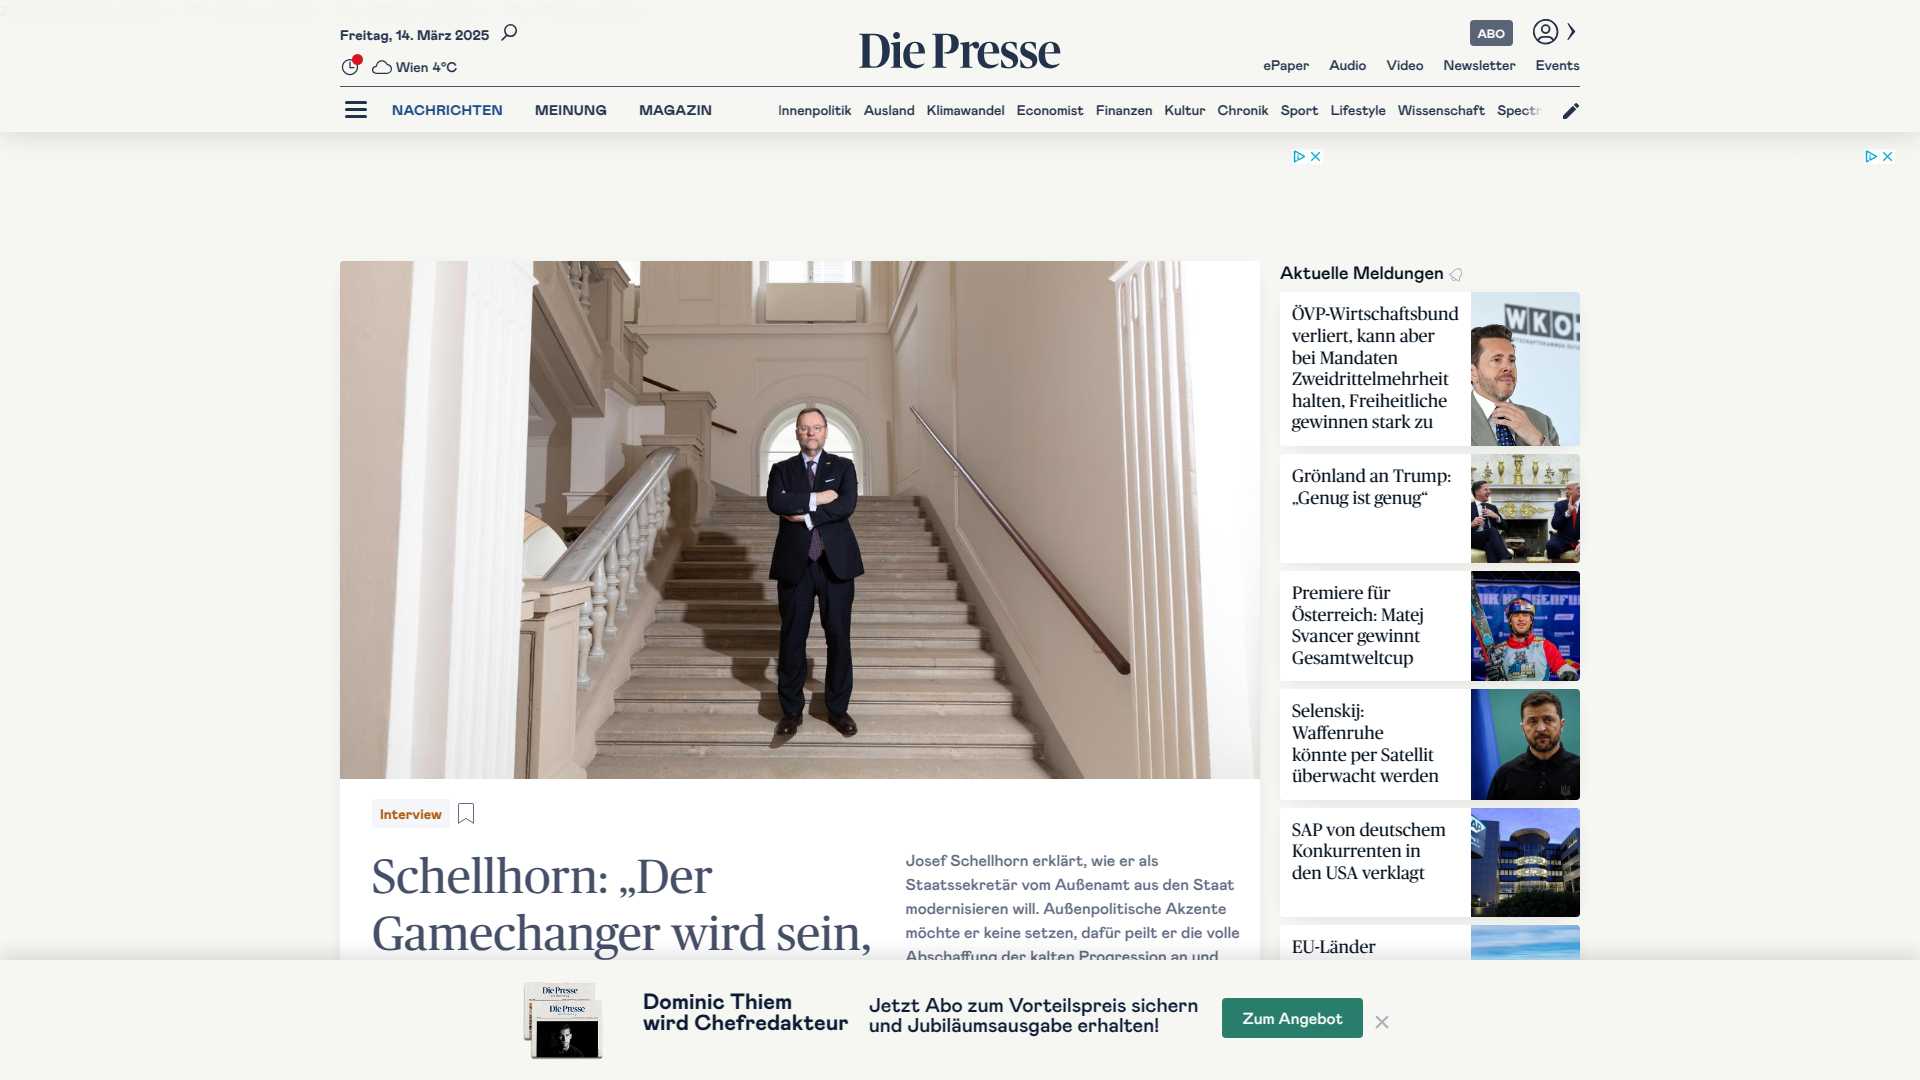 Freitag, 14. März 2025
Wien 4°C
Die Presse
ABO
ePaper Audio Video Newsletter Events
NACHRICHTEN MEINUNG MAGAZIN
Innenpolitik Ausland Klimawandel Economist Finanzen Kultur Chronik Sport Lifestyle Wissenschaft Spectr
Interview
Schellhorn: „Der
Gamechanger wird sein,
Josef Schellhorn erklärt, wie er als
Staatssekretär vom Außenamt aus den Staat
modernisieren will. Außenpolitische Akzente
möchte er keine setzen, dafür peilt er die volle
Abschaffung der kalten Progression an und
Aktuelle Meldungen
ÖVP-Wirtschaftsbund
verliert, kann aber
bei Mandaten
Zweidrittelmehrheit
halten, Freiheitliche
gewinnen stark zu
WKO
Grönland an Trump:
„Genug ist genug“
Premiere für
Österreich: Matej
Svancer gewinnt
Gesamtweltcup
Selenskij:
Waffenruhe
könnte per Satellit
überwacht werden
SAP von deutschem
Konkurrenten in
den USA verklagt
EU-Länder
Die Presse
Die Presse
Dominic Thiem
wird Chefredakteur
Jetzt Abo zum Vorteilspreis sichern
und Jubiläumsausgabe erhalten!
Zum Angebot